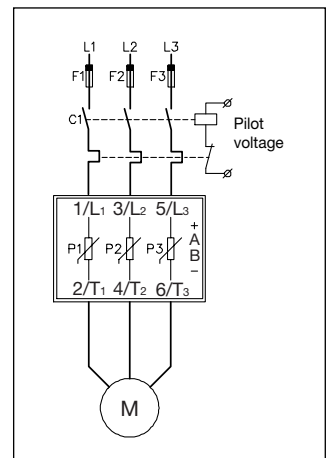 L1 L2 L3
F1 F2 F3
C1
Pilot
voltage
1/L1 3/L2 5/L3
+
A
P1 P2 P3
B
–
2/T1 4/T2 6/T3
M